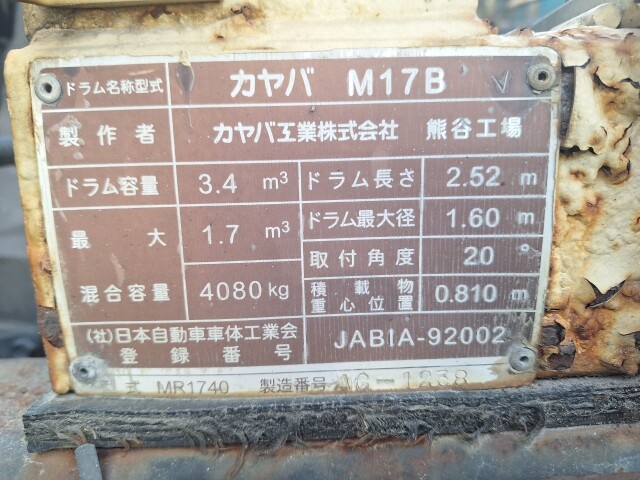 ドラム名称型式 カヤバ M17B
製作者 カヤバ工業株式会社 熊谷工場
ドラム容量 3.4 m³ ドラム長さ 2.52 m
最大 1.7 m³ ドラム最大径 1.60 m
混合容量 4080kg 取付角度 20°
積載物重心位置 0.810 m
(社)日本自動車車体工業会
登録番号 JABIA-92002
式 MR1740 製造番号 AC-1238